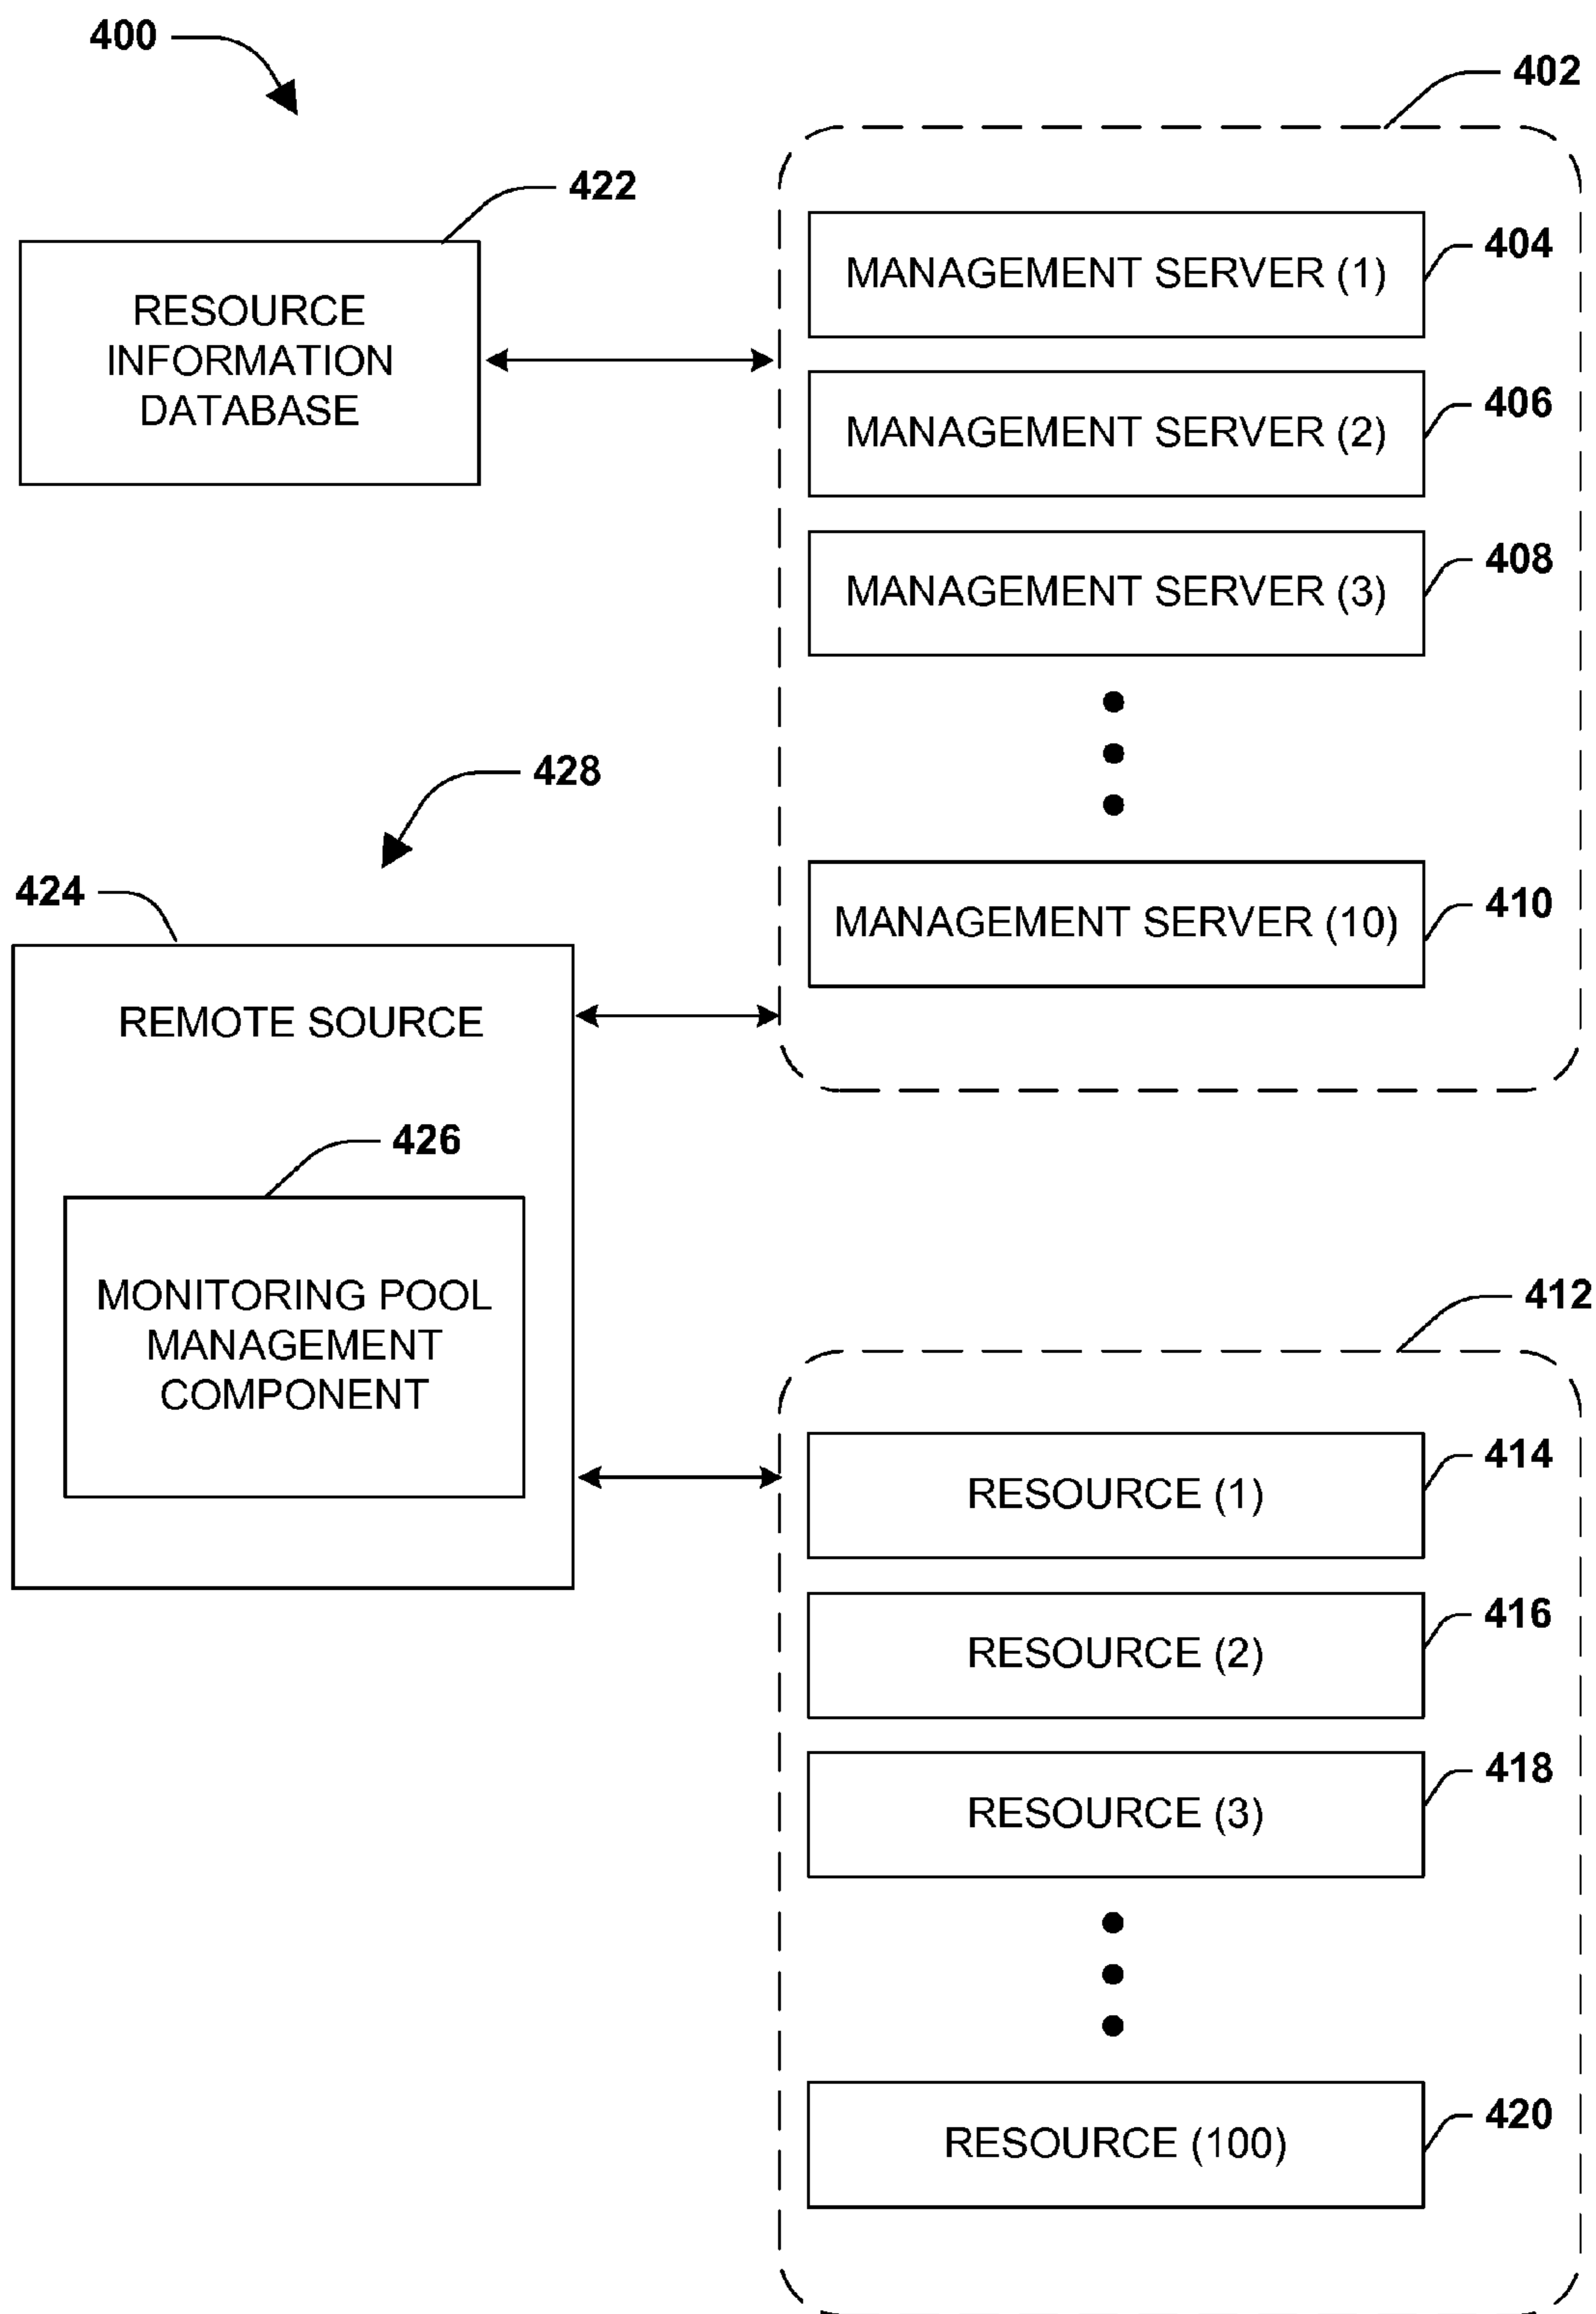 400
402
422
404
MANAGEMENT SERVER (1)
RESOURCE
INFORMATION
DATABASE
406
MANAGEMENT SERVER (2)
408
MANAGEMENT SERVER (3)
428
424
410
MANAGEMENT SERVER (10)
REMOTE SOURCE
426
MONITORING POOL
MANAGEMENT
COMPONENT
412
414
RESOURCE (1)
416
RESOURCE (2)
418
RESOURCE (3)
420
RESOURCE (100)